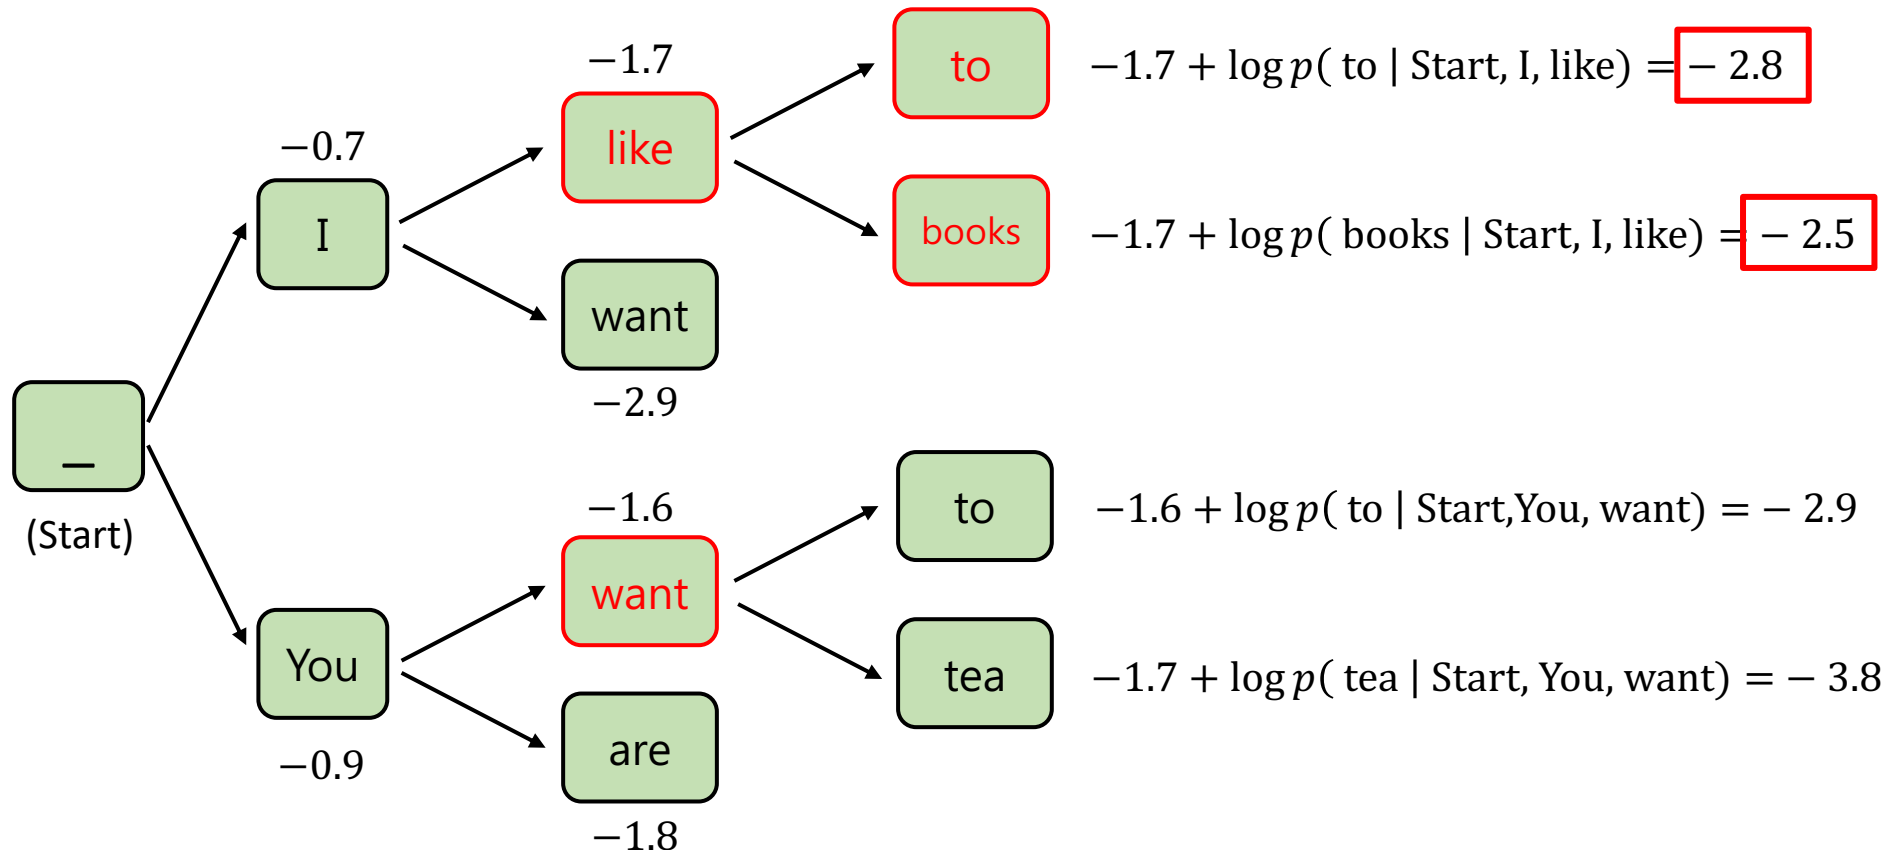 −1.7
to
−1.7 + log p( to | Start, I, like) = − 2.8
like
−0.7
I
books
−1.7 + log p( books | Start, I, like) = − 2.5
want
−2.9
_
(Start)
−1.6
to
−1.6 + log p( to | Start,You, want) = − 2.9
want
You
−0.9
tea
−1.7 + log p( tea | Start, You, want) = − 3.8
are
−1.8